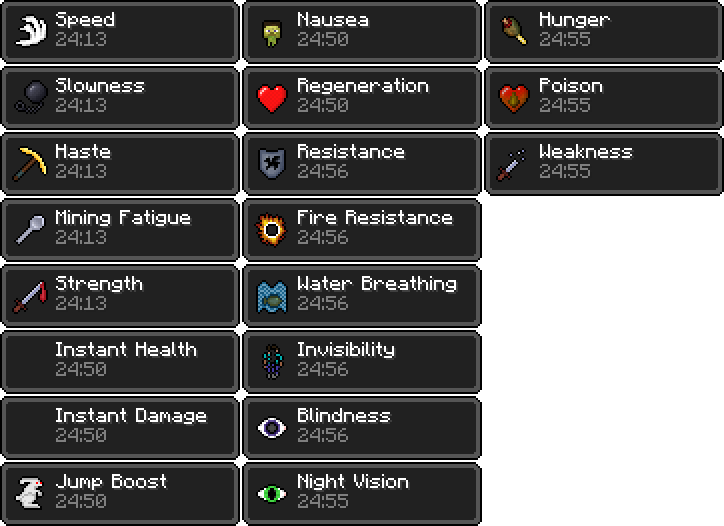 Speed
24:13
Slowness
24:13
Haste
24:13
Mining Fatigue
24:13
Strength
24:13
Instant Health
24:50
Instant Damage
24:50
Jump Boost
24:50
Nausea
24:50
Regeneration
24:50
Resistance
24:56
Fire Resistance
24:56
Water Breathing
24:56
Invisibility
24:56
Blindness
24:56
Night Vision
24:55
Hunger
24:55
Poison
24:55
Weakness
24:55